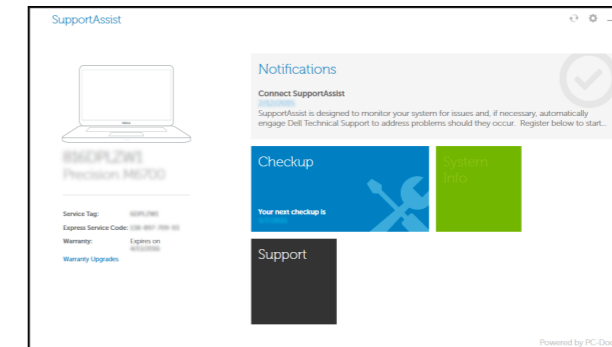 SupportAssist
Notifications
Connect SupportAssist
SupportAssist is designed to monitor your system for issues and, if necessary, automatically
engage Dell Technical Support to address problems should they occur. Register below to start...
Precision M6700
Checkup
System
Info
Your next checkup is
Service Tag:
Express Service Code:
Warranty: Expires on
Warranty Upgrades
Support
Powered by PC-Doc